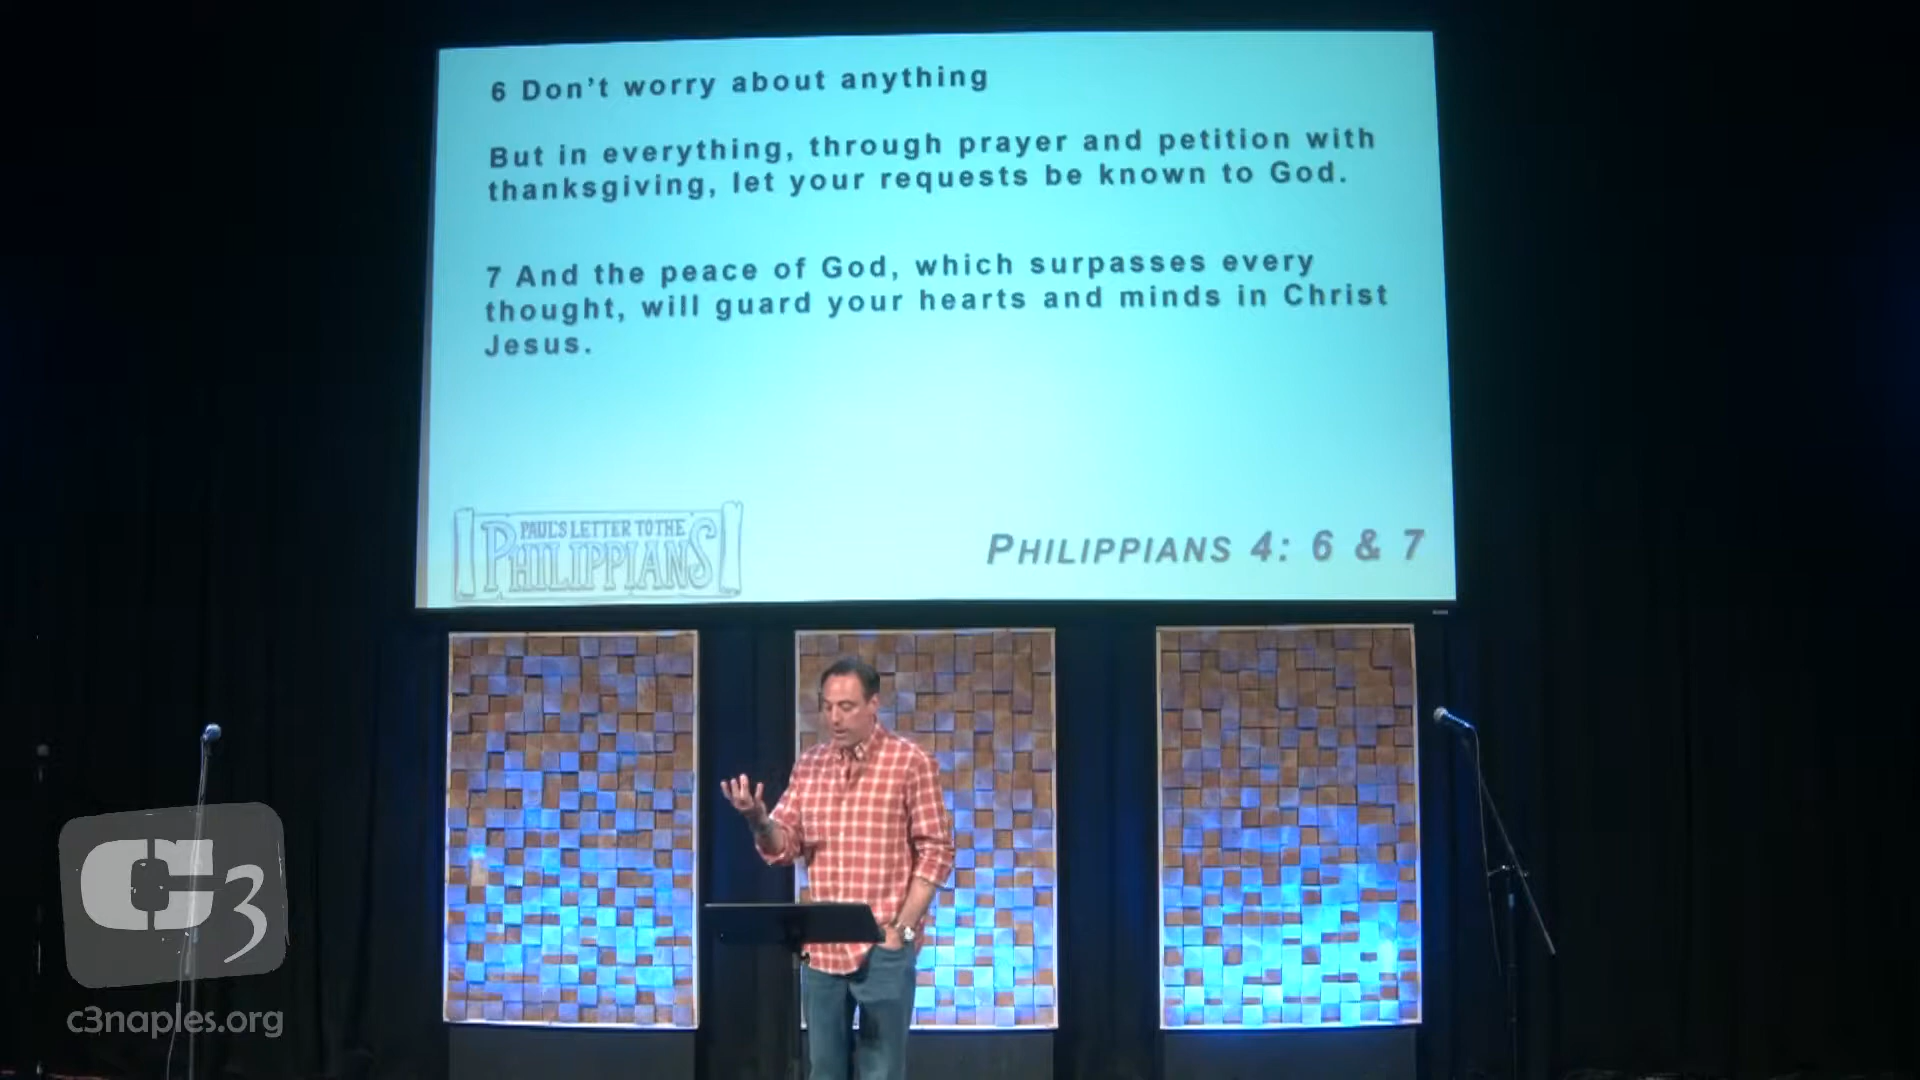 6 Don't worry about anything
But in everything, through prayer and petition with
thanksgiving, let your requests be known to God.
7 And the peace of God, which surpasses every
thought, will guard your hearts and minds in Christ
Jesus.
PAUL'S LETTER TO THE
PHILIPPIANS
PHILIPPIANS 4: 6 & 7
C3
c3naples.org